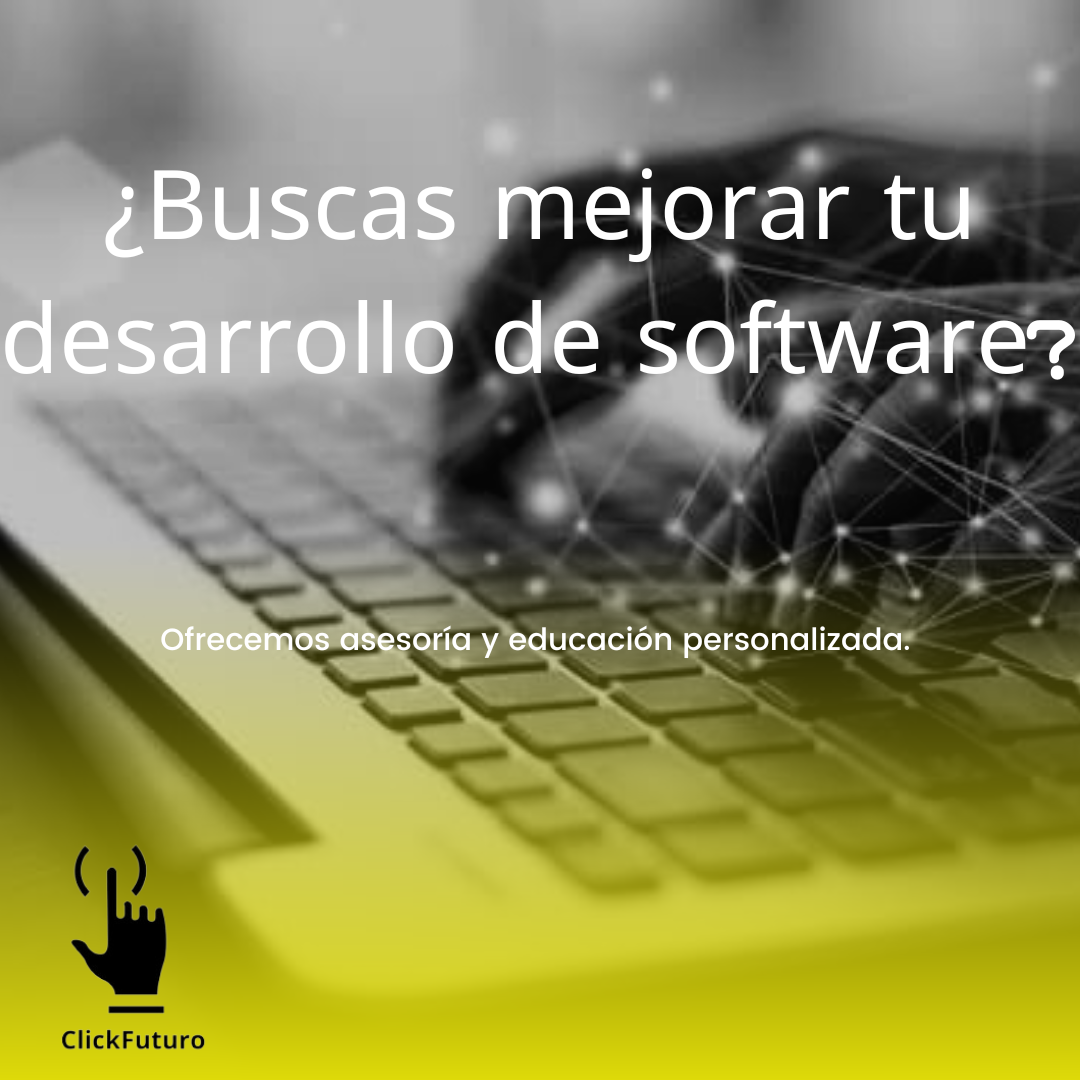 ¿Buscas mejorar tu
desarrollo de software?
Ofrecemos asesoría y educación personalizada.
ClickFuturo